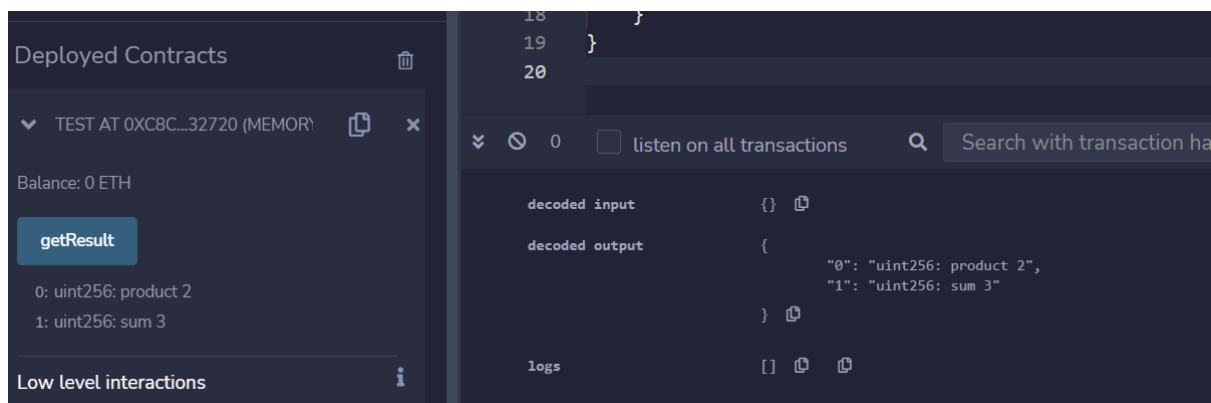 Deployed Contracts
TEST AT 0XC8C...32720 (MEMORY
Balance: 0 ETH
getResult
0: uint256: product 2
1: uint256: sum 3
Low level interactions
i
18 }
19 }
20
0 listen on all transactions Search with transaction ha
decoded input {}
decoded output {
"0": "uint256: product 2",
"1": "uint256: sum 3"
}
logs []